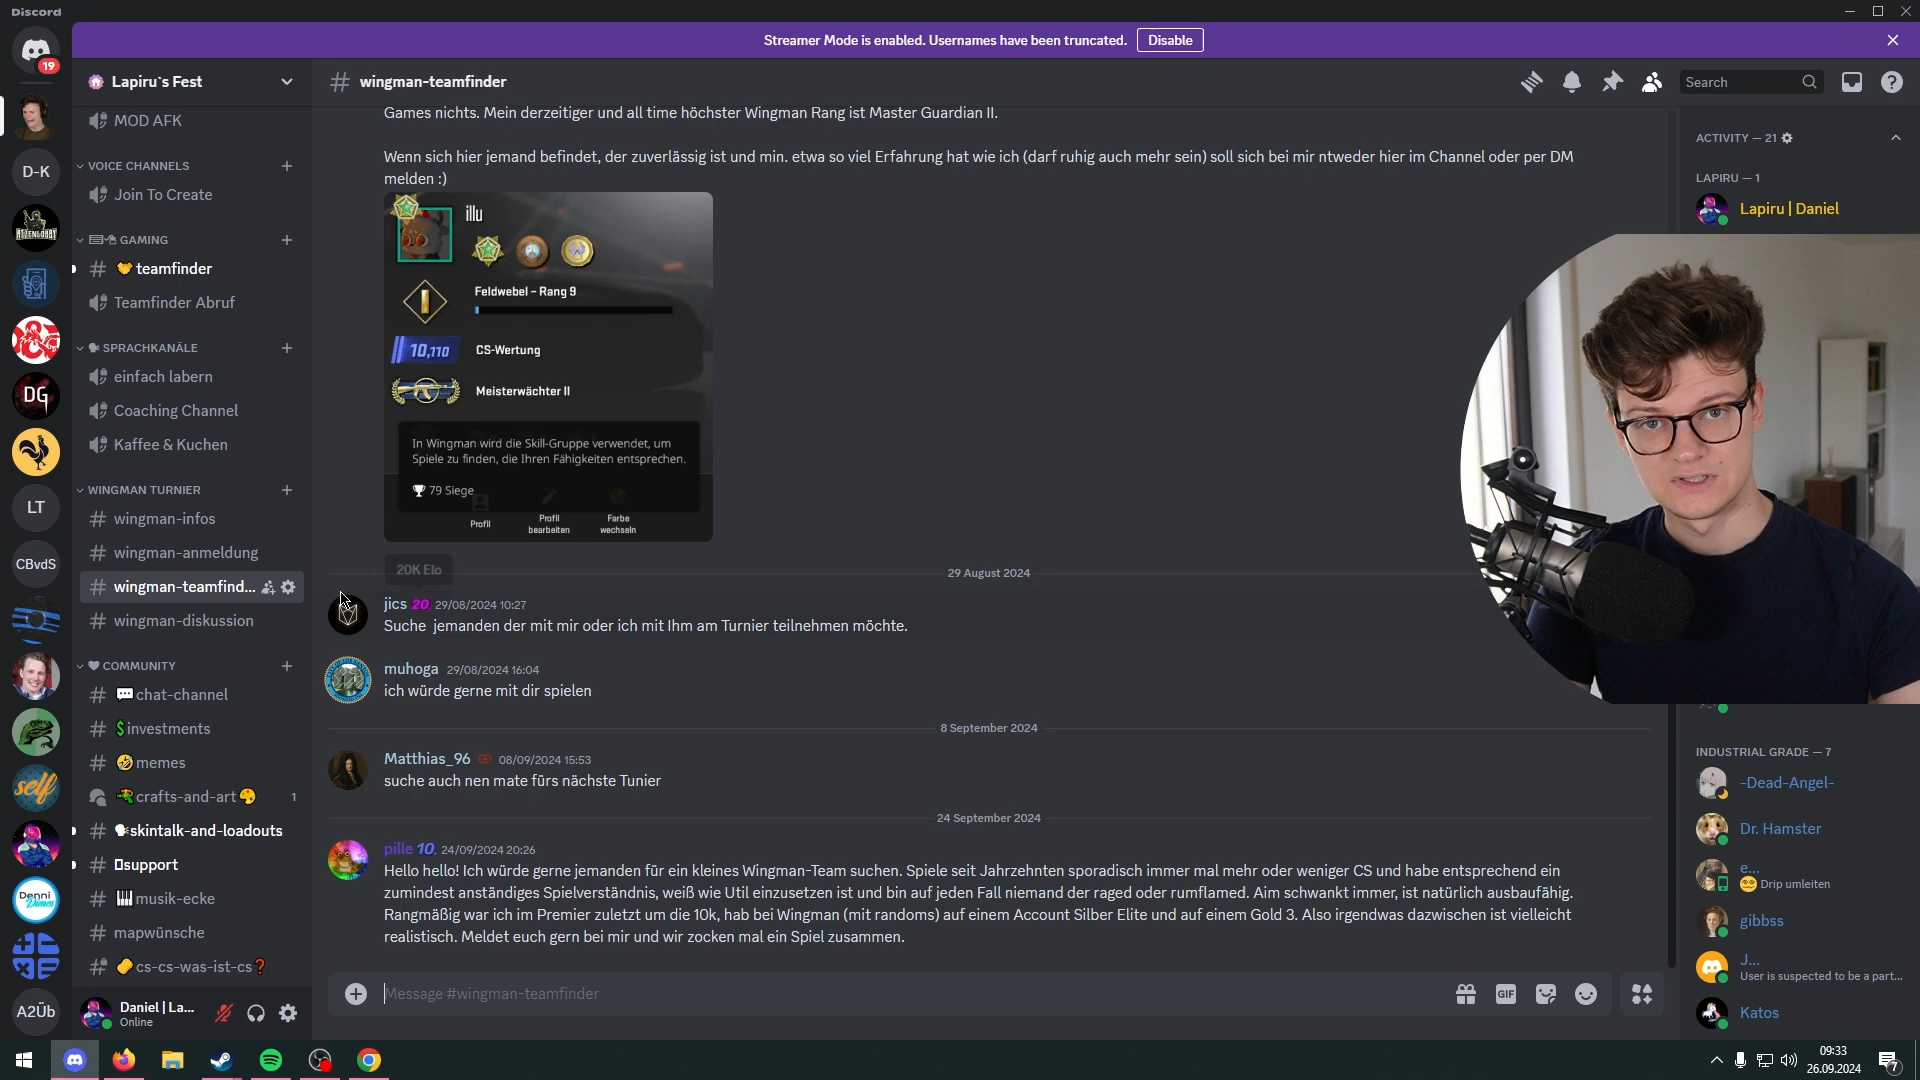 Discord
Streamer Mode is enabled. Usernames have been truncated.
Disable
19
D-K
ATZENLOBBY
DG
LT
CBvdS
self
Denni
Vimes
A2Üb
Lapiru`s Fest
MOD AFK
VOICE CHANNELS
Join To Create
GAMING
teamfinder
Teamfinder Abruf
SPRACHKANÄLE
einfach labern
Coaching Channel
Kaffee & Kuchen
WINGMAN TURNIER
wingman-infos
wingman-anmeldung
wingman-teamfind...
wingman-diskussion
COMMUNITY
chat-channel
investments
memes
crafts-and-art
1
skintalk-and-loadouts
support
musik-ecke
mapwünsche
cs-cs-was-ist-cs❓
Daniel | La...
Online
wingman-teamfinder
Search
Games nichts. Mein derzeitiger und all time höchster Wingman Rang ist Master Guardian II.
Wenn sich hier jemand befindet, der zuverlässig ist und min. etwa so viel Erfahrung hat wie ich (darf ruhig auch mehr sein) soll sich bei mir ntweder hier im Channel oder per DM
melden :)
illu
Feldwebel – Rang 9
10,110
CS-Wertung
Meisterwächter II
In Wingman wird die Skill-Gruppe verwendet, um
Spiele zu finden, die Ihren Fähigkeiten entsprechen.
79 Siege
Profil
Profil
bearbeiten
Farbe
wechseln
20K Elo
29 August 2024
jics 20 29/08/2024 10:27
Suche jemanden der mit mir oder ich mit Ihm am Turnier teilnehmen möchte.
muhoga 29/08/2024 16:04
ich würde gerne mit dir spielen
8 September 2024
Matthias_96 08/09/2024 15:53
suche auch nen mate fürs nächste Tunier
24 September 2024
pille 10 24/09/2024 20:26
Hello hello! Ich würde gerne jemanden für ein kleines Wingman-Team suchen. Spiele seit Jahrzehnten sporadisch immer mal mehr oder weniger CS und habe entsprechend ein
zumindest anständiges Spielverständnis, weiß wie Util einzusetzen ist und bin auf jeden Fall niemand der raged oder rumflamed. Aim schwankt immer, ist natürlich ausbaufähig.
Rangmäßig war ich im Premier zuletzt um die 10k, hab bei Wingman (mit randoms) auf einem Account Silber Elite und auf einem Gold 3. Also irgendwas dazwischen ist vielleicht
realistisch. Meldet euch gern bei mir und wir zocken mal ein Spiel zusammen.
Message #wingman-teamfinder
GIF
ACTIVITY — 21
LAPIRU — 1
Lapiru | Daniel
INDUSTRIAL GRADE — 7
-Dead-Angel-
Dr. Hamster
e...
Drip umleiten
gibbss
J...
User is suspected to be a part...
Katos
09:33
26.09.2024
7